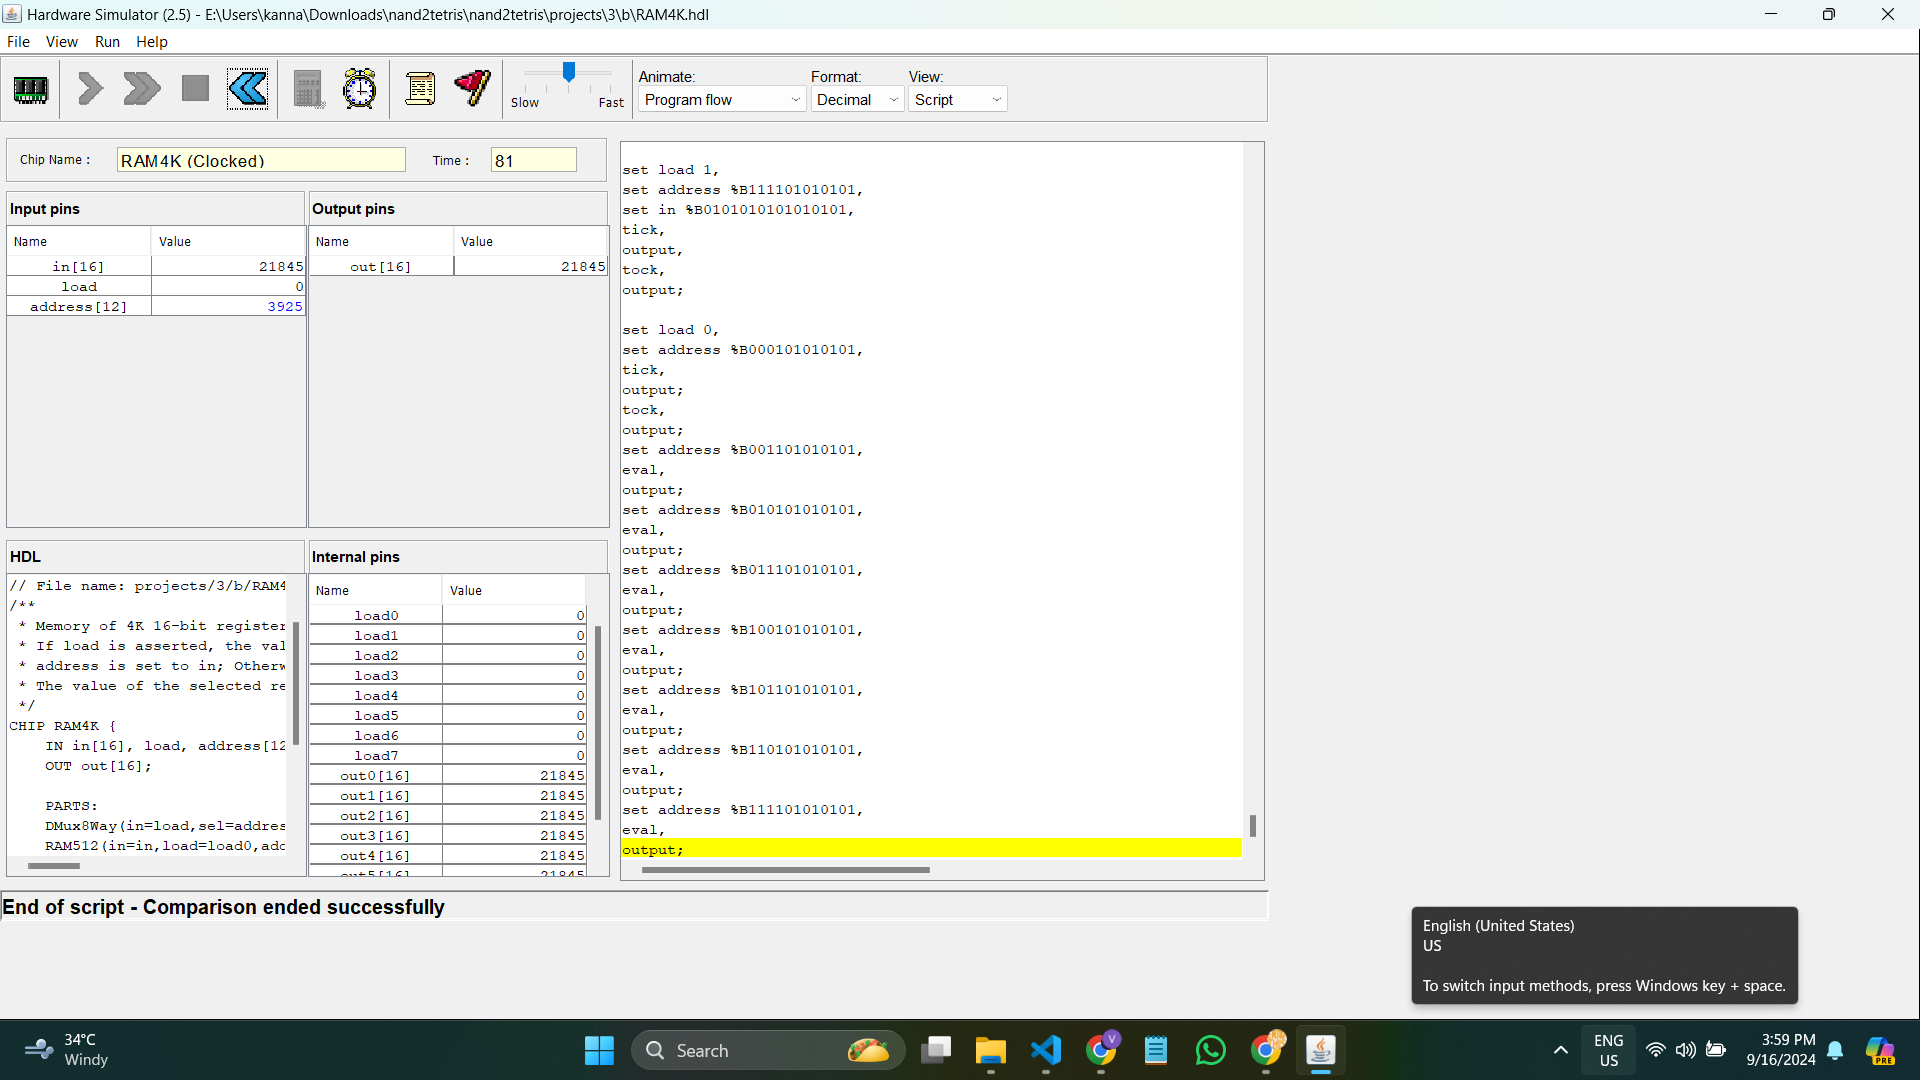 Hardware Simulator (2.5) - E:\Users\kanna\Downloads\nand2tetris\nand2tetris\projects\3\b\RAM4K.hdl
File View Run Help
Slow Fast
Animate: Format: View:
Program flow Decimal Script
Chip Name : RAM4K (Clocked) Time : 81
Input pins
Name Value
in[16] 21845
load 0
address[12] 3925
Output pins
Name Value
out[16] 21845
HDL
// File name: projects/3/b/RAM4
/**
* Memory of 4K 16-bit register
* If load is asserted, the val
* address is set to in; Otherw
* The value of the selected re
*/
CHIP RAM4K {
IN in[16], load, address[12
OUT out[16];
PARTS:
DMux8Way(in=load,sel=addres
RAM512(in=in,load=load0,add
Internal pins
Name Value
load0 0
load1 0
load2 0
load3 0
load4 0
load5 0
load6 0
load7 0
out0[16] 21845
out1[16] 21845
out2[16] 21845
out3[16] 21845
out4[16] 21845
out5[16] 21845
set load 1,
set address %B111101010101,
set in %B0101010101010101,
tick,
output,
tock,
output;
set load 0,
set address %B000101010101,
tick,
output;
tock,
output;
set address %B001101010101,
eval,
output;
set address %B010101010101,
eval,
output;
set address %B011101010101,
eval,
output;
set address %B100101010101,
eval,
output;
set address %B101101010101,
eval,
output;
set address %B110101010101,
eval,
output;
set address %B111101010101,
eval,
output;
End of script - Comparison ended successfully
English (United States)
US
To switch input methods, press Windows key + space.
34°C
Windy
Search
V
ENG
US
3:59 PM
9/16/2024
PRE